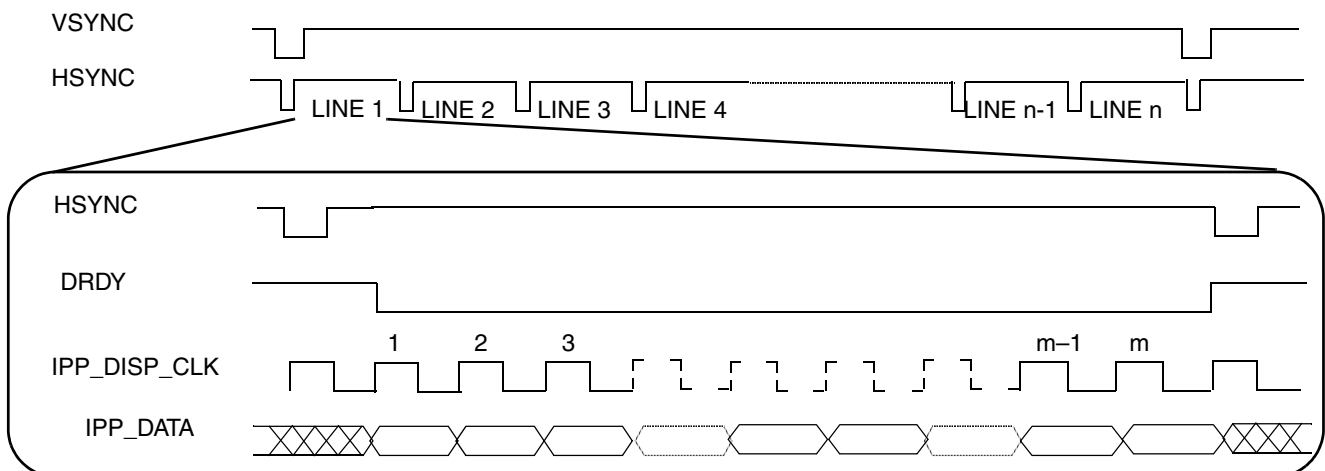 VSYNC
HSYNC
LINE 1 LINE 2 LINE 3 LINE 4 LINE n-1 LINE n
HSYNC
DRDY
1 2 3 m–1 m
IPP_DISP_CLK
IPP_DATA